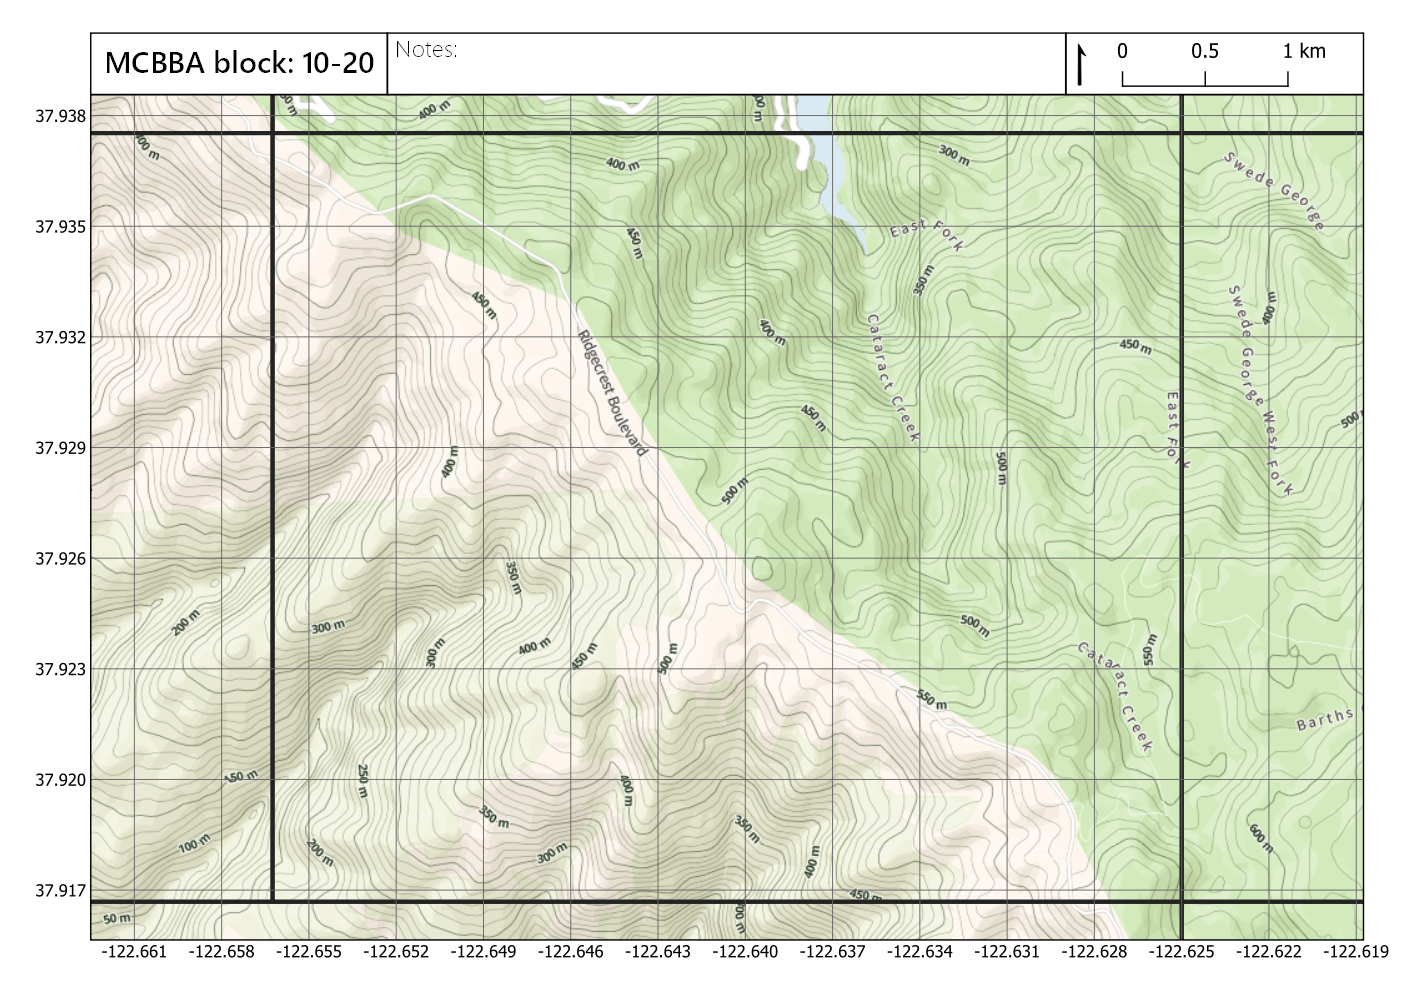 MCBBA block: 10-20
Notes:
0 0.5 1 km
37.938
37.935
37.932
37.929
37.926
37.923
37.920
37.917
400 m
400 m
400 m
300 m
Swede George
East Fork
450 m
350 m
450 m
400 m
Swede George West Fork
400 m
Ridgecrest Boulevard
Cataract Creek
450 m
450 m
East Fork
500 m
400 m
500 m
500 m
350 m
200 m
300 m
300 m
400 m
450 m
500 m
500 m
550 m
Cataract Creek
550 m
Barths
150 m
250 m
400 m
350 m
350 m
600 m
100 m
200 m
300 m
400 m
450 m
50 m
-122.661 -122.658 -122.655 -122.652 -122.649 -122.646 -122.643 -122.640 -122.637 -122.634 -122.631 -122.628 -122.625 -122.622 -122.619